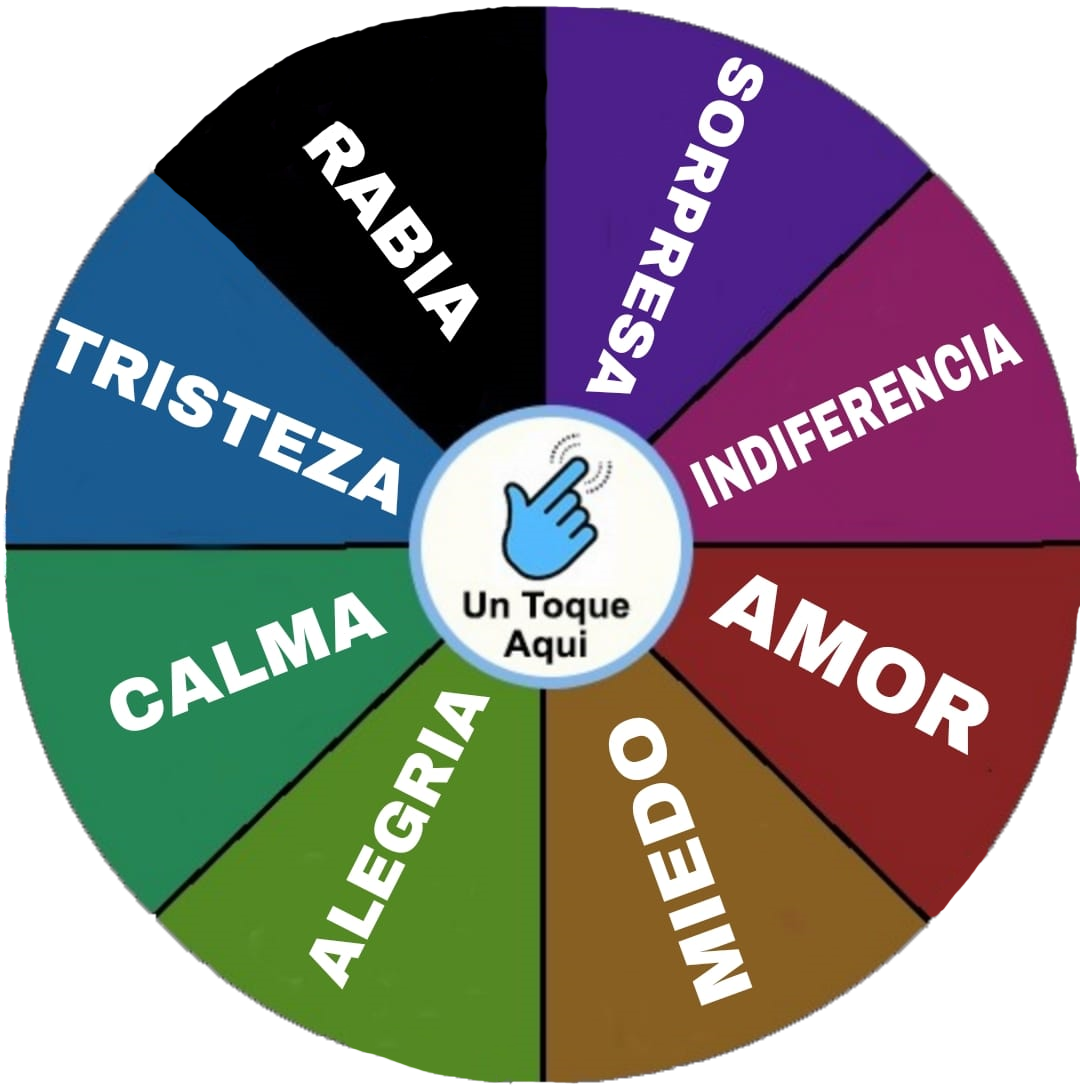 SORPRESA
INDIFERENCIA
AMOR
MIEDO
ALEGRIA
CALMA
TRISTEZA
RABIA
Un Toque
Aqui